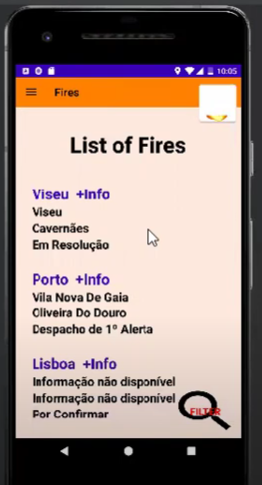 10:05
Fires
List of Fires
Viseu +Info
Viseu
Cavernães
Em Resolução
Porto +Info
Vila Nova De Gaia
Oliveira Do Douro
Despacho de 1º Alerta
Lisboa +Info
Informação não disponível
Informação não disponível
Por Confirmar
FILTER